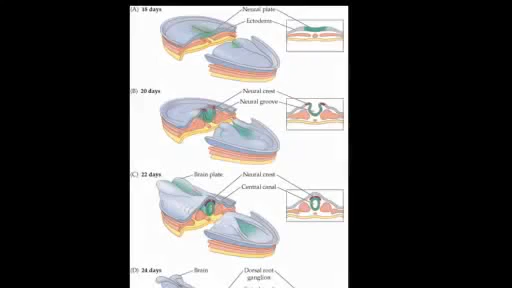 (A) 18 days
Neural plate
Ectoderm
(B) 20 days
Neural crest
Neural groove
(C) 22 days
Brain plate
Neural crest
Central canal
(D) 24 days
Brain
Dorsal root
ganglion